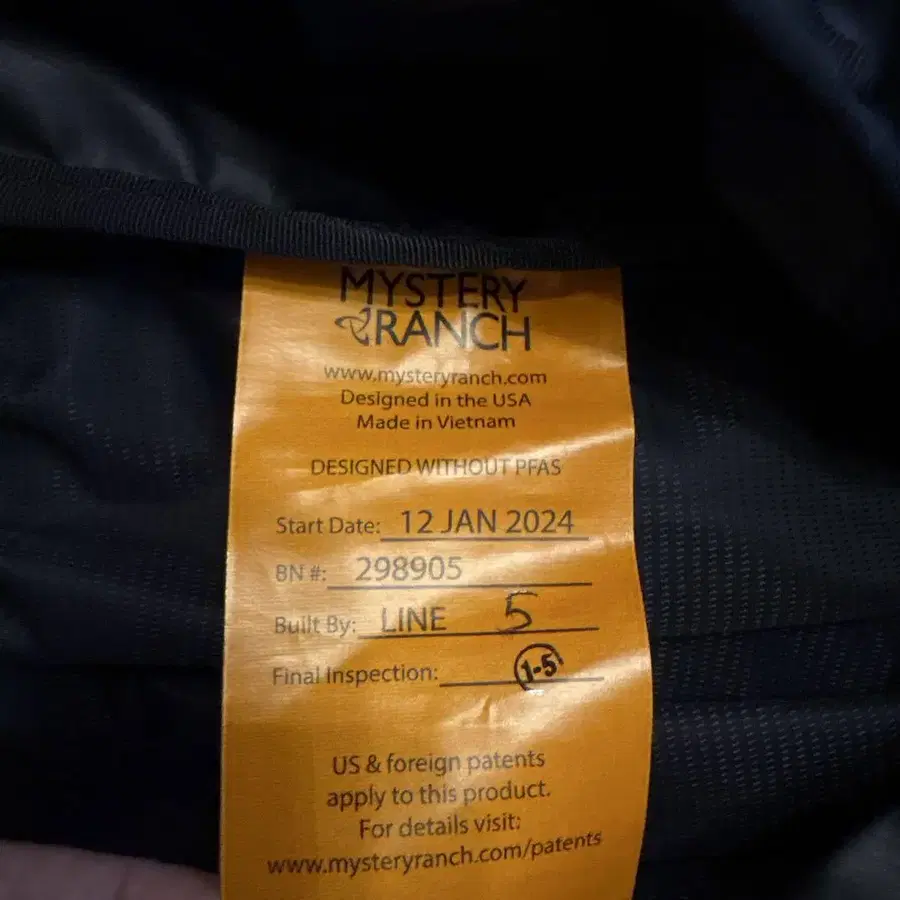 MYSTERY
RANCH
www.mysteryranch.com
Designed in the USA
Made in Vietnam
DESIGNED WITHOUT PFAS
Start Date: 12 JAN 2024
BN #: 298905
Built By: LINE 5
Final Inspection: 1-5
US & foreign patents
apply to this product.
For details visit:
www.mysteryranch.com/patents